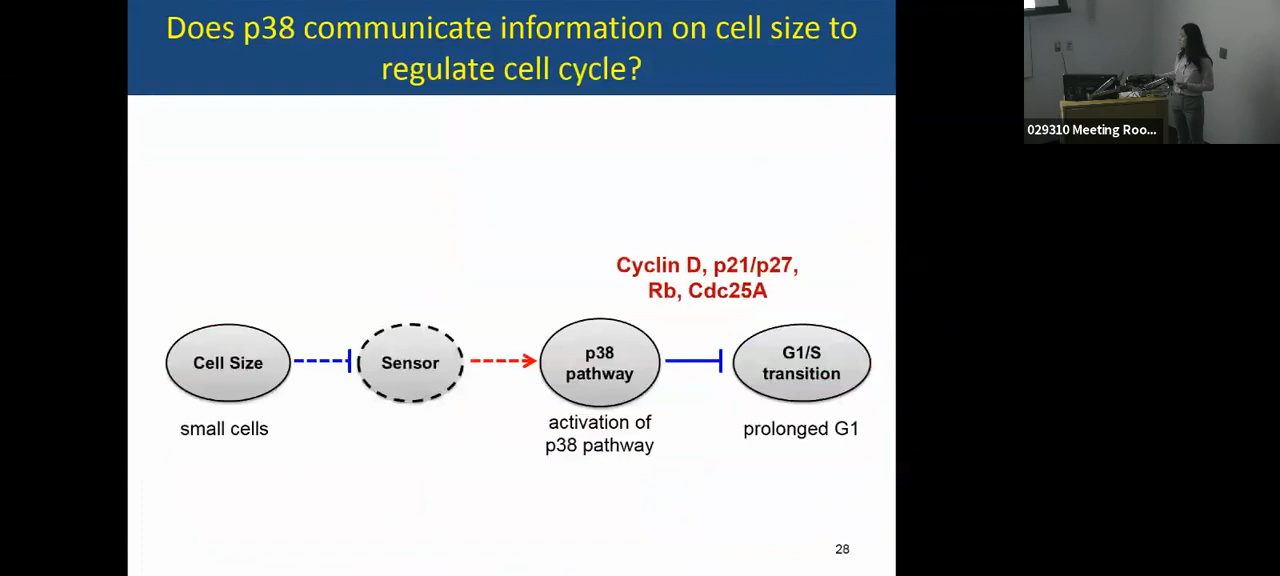 Does p38 communicate information on cell size to
regulate cell cycle?
029310 Meeting Roo...
Cyclin D, p21/p27,
Rb, Cdc25A
Cell Size
Sensor
p38
pathway
G1/S
transition
small cells
activation of
p38 pathway
prolonged G1
28